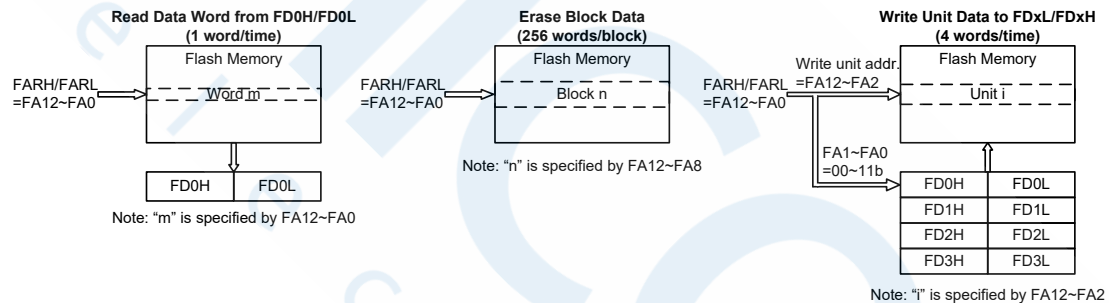 Read Data Word from FD0H/FD0L
(1 word/time)
Flash Memory
FARH/FARL
=FA12~FA0
Word m
FD0H FD0L
Note: “m” is specified by FA12~FA0
Erase Block Data
(256 words/block)
Flash Memory
FARH/FARL
=FA12~FA0
Block n
Note: “n” is specified by FA12~FA8
Write Unit Data to FDxL/FDxH
(4 words/time)
Flash Memory
Write unit addr.
=FA12~FA2
FARH/FARL
=FA12~FA0
Unit i
FA1~FA0
=00~11b
FD0H FD0L
FD1H FD1L
FD2H FD2L
FD3H FD3L
Note: “i” is specified by FA12~FA2